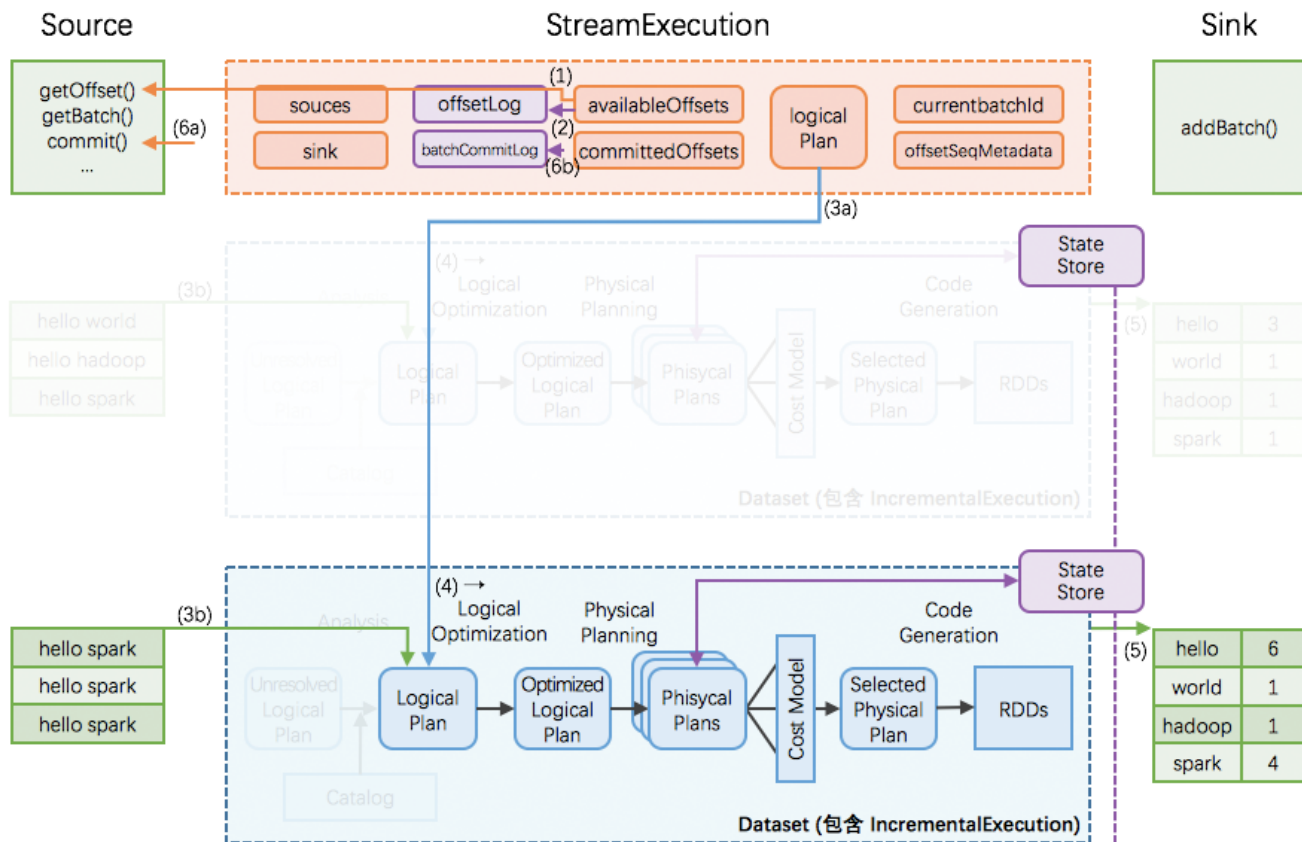 Source
StreamExecution
Sink
getOffset()
getBatch()
commit()
...
(6a)
souces
sink
offsetLog
batchCommitLog
(1)
(2)
(6b)
availableOffsets
committedOffsets
logical
Plan
currentbatchId
offsetSeqMetadata
addBatch()
(3a)
State
Store
(3b)
(4) →
Logical
Optimization
Physical
Planning
Code
Generation
(5)
hello world
hello hadoop
hello spark
Unresolved
Logical
Plan
Logical
Plan
Optimized
Logical
Plan
Phisycal
Plans
Cost Model
Selected
Physical
Plan
RDDs
hello 3
world 1
hadoop 1
spark 1
Catalog
Dataset (包含 IncrementalExecution)
State
Store
(3b)
Analysis
(4) →
Logical
Optimization
Physical
Planning
Code
Generation
(5)
hello spark
hello spark
hello spark
Unresolved
Logical
Plan
Logical
Plan
Optimized
Logical
Plan
Phisycal
Plans
Cost Model
Selected
Physical
Plan
RDDs
hello 6
world 1
hadoop 1
spark 4
Catalog
Dataset (包含 IncrementalExecution)